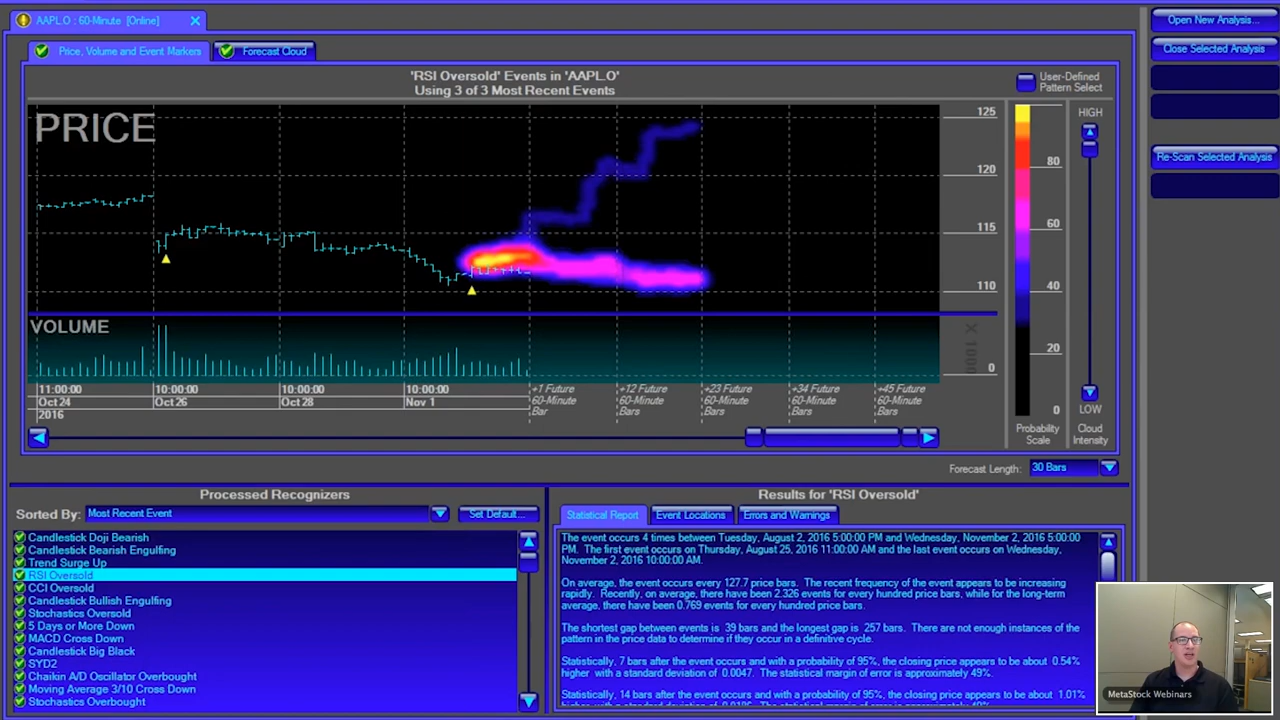 AAPL.O : 60-Minute [Online]
Open New Analysis...
Close Selected Analysis
Re-Scan Selected Analysis
Price, Volume and Event Markers
Forecast Cloud
'RSI Oversold' Events in 'AAPL.O'
Using 3 of 3 Most Recent Events
User-Defined
Pattern Select
PRICE
125
120
115
110
VOLUME
X 1000
0
11:00:00
Oct 24
2016
10:00:00
Oct 26
10:00:00
Oct 28
10:00:00
Nov 1
+1 Future
60-Minute
Bar
+12 Future
60-Minute
Bars
+23 Future
60-Minute
Bars
+34 Future
60-Minute
Bars
+45 Future
60-Minute
Bars
80
60
40
20
0
Probability
Scale
HIGH
LOW
Cloud
Intensity
Forecast Length:
30 Bars
Processed Recognizers
Sorted By:
Most Recent Event
Set Default...
Candlestick Doji Bearish
Candlestick Bearish Engulfing
Trend Surge Up
RSI Oversold
CCI Oversold
Candlestick Bullish Engulfing
Stochastics Oversold
5 Days or More Down
MACD Cross Down
Candlestick Big Black
SYD2
Chaikin A/D Oscillator Overbought
Moving Average 3/10 Crossed Down
Stochastics Overbought
Results for 'RSI Oversold'
Statistical Report
Event Locations
Errors and Warnings
The event occurs 4 times between Tuesday, August 2, 2016 5:00:00 PM and Wednesday, November 2, 2016 5:00:00
PM. The first event occurs on Thursday, August 25, 2016 11:00:00 AM and the last event occurs on Wednesday,
November 2, 2016 10:00:00 AM.
On average, the event occurs every 127.7 price bars. The recent frequency of the event appears to be increasing
rapidly. Recently, on average, there have been 2.326 events for every hundred price bars, while for the long-term
average, there have been 0.769 events for every hundred price bars.
The shortest gap between events is 39 bars and the longest gap is 257 bars. There are not enough instances of the
pattern in the price data to determine if they occur in a definitive cycle.
Statistically, 7 bars after the event occurs and with a probability of 95%, the closing price appears to be about 0.54%
higher with a standard deviation of 0.0047. The statistical margin of error is approximately 49%.
Statistically, 14 bars after the event occurs and with a probability of 95%, the closing price appears to be about 1.01%
MetaStock Webinars